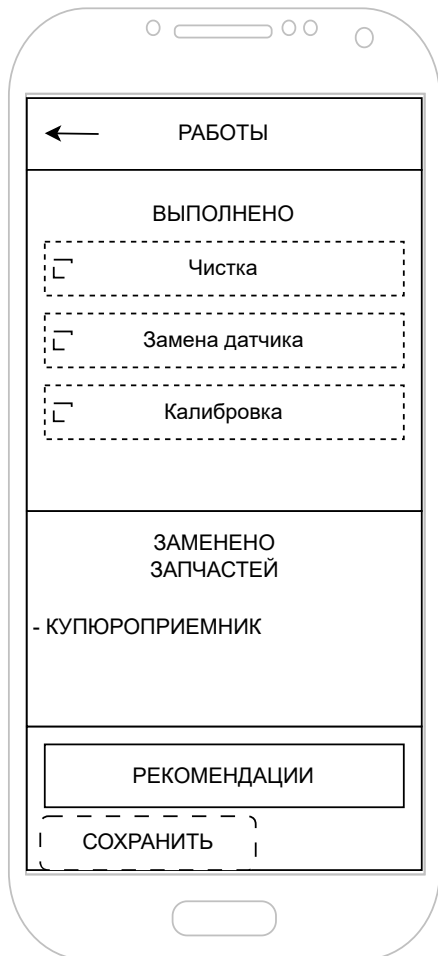 РАБОТЫ
ВЫПОЛНЕНО
Чистка
Замена датчика
Калибровка
ЗАМЕНЕНО
ЗАПЧАСТЕЙ
- КУПЮРОПРИЕМНИК
РЕКОМЕНДАЦИИ
СОХРАНИТЬ